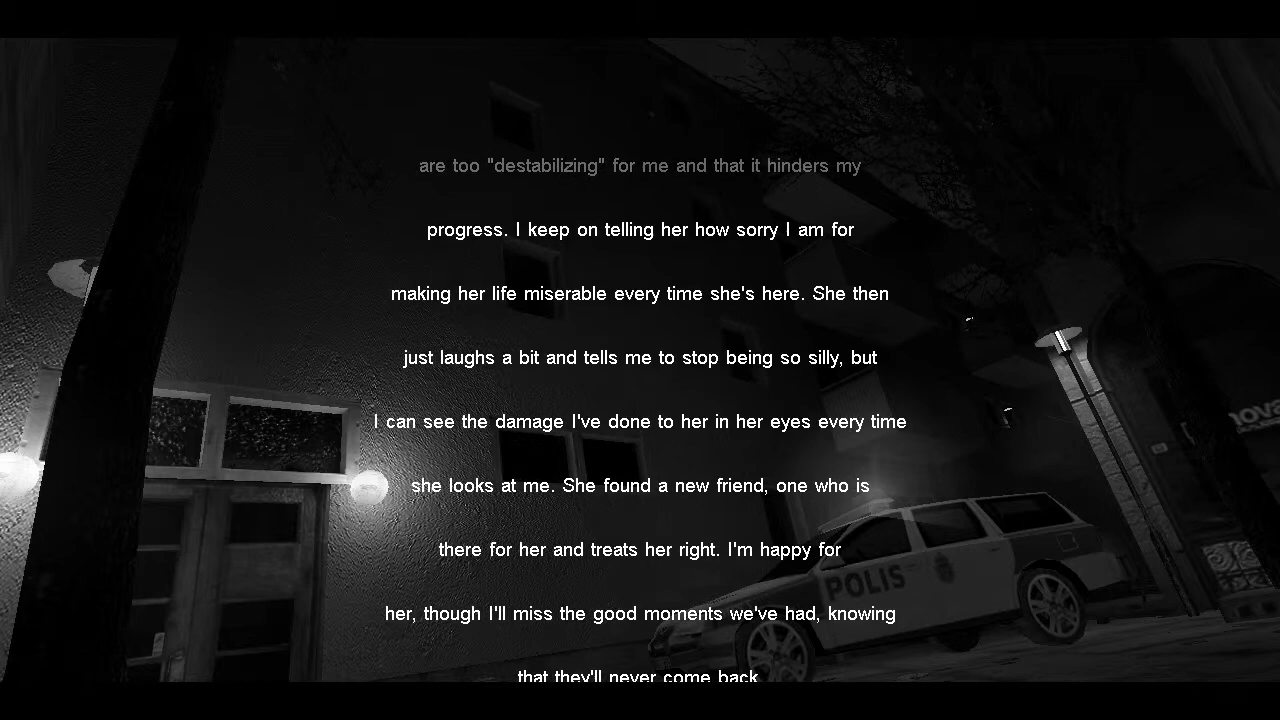 are too "destabilizing" for me and that it hinders my
progress. I keep on telling her how sorry I am for
making her life miserable every time she's here. She then
just laughs a bit and tells me to stop being so silly, but
I can see the damage I've done to her in her eyes every time
she looks at me. She found a new friend, one who is
there for her and treats her right. I'm happy for
her, though I'll miss the good moments we've had, knowing
that they'll never come back
POLIS